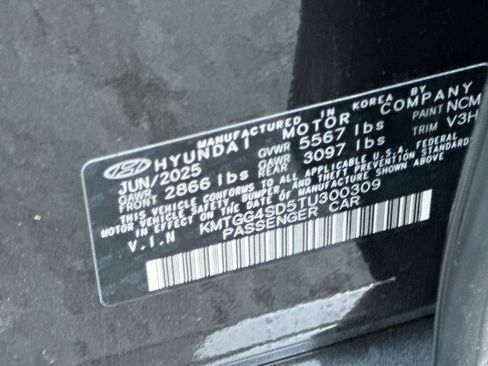 MANUFACTURED IN KOREA BY
HYUNDAI MOTOR COMPANY
JUN/2025 GVWR 5567 lbs PAINT NCM
GAWR FRONT 2866 lbs GAWR REAR 3097 lbs TRIM V3H
THIS VEHICLE CONFORMS TO ALL APPLICABLE U.S.A. FEDERAL
MOTOR VEHICLE SAFETY, BUMPER, AND THEFT PREVENTION
STANDARDS IN EFFECT ON THE DATE OF
MANUFACTURE SHOWN ABOVE.
V.I.N KMTGG4SD5TU300309
PASSENGER CAR